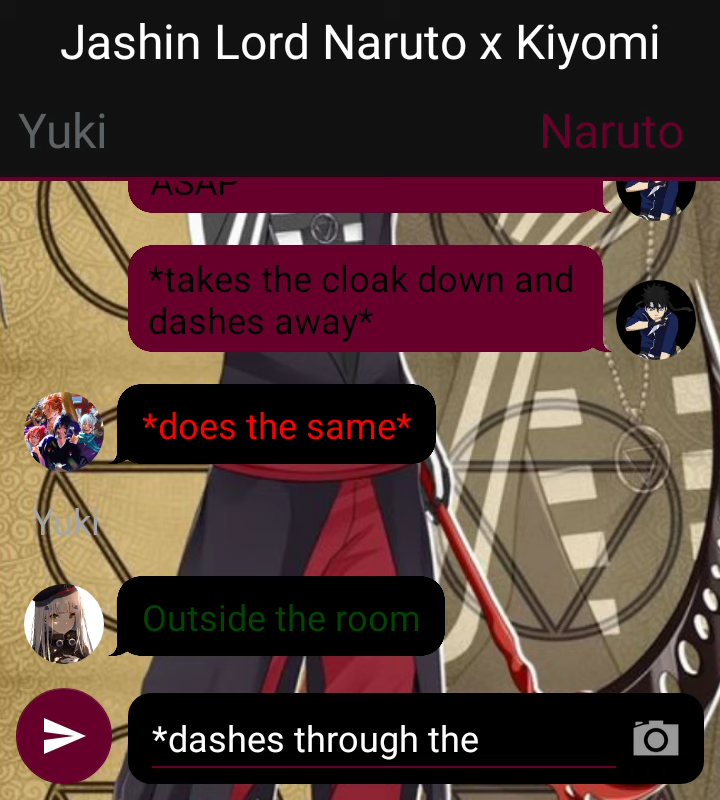 Jashin Lord Naruto x Kiyomi
Yuki
Naruto
ASAP
*takes the cloak down and
dashes away*
*does the same*
Yuki
Outside the room
*dashes through the